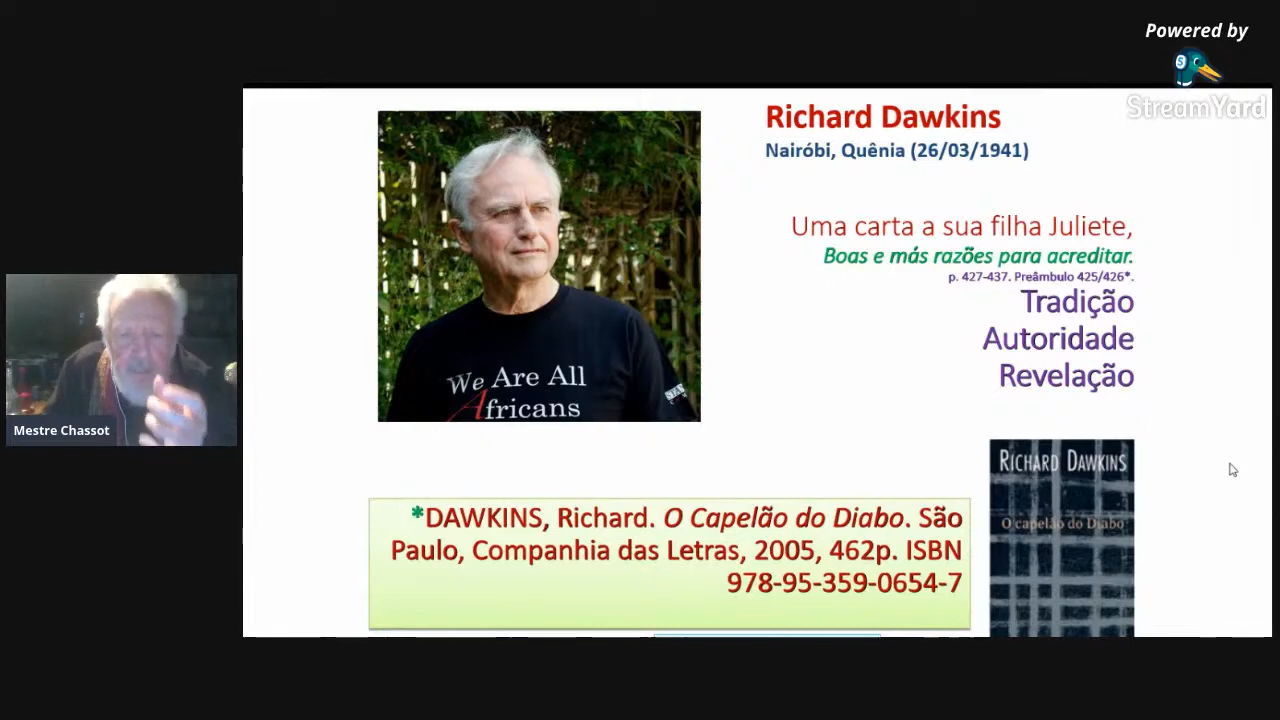 Powered by
StreamYard
Richard Dawkins
Nairóbi, Quênia (26/03/1941)
Uma carta a sua filha Juliete,
Boas e más razões para acreditar.
p. 427-437. Preâmbulo 425/426*.
Tradição
Autoridade
Revelação
We Are All
Africans
Mestre Chassot
RICHARD DAWKINS
O capelão do Diabo
*DAWKINS, Richard. O Capelão do Diabo. São
Paulo, Companhia das Letras, 2005, 462p. ISBN
978-95-359-0654-7